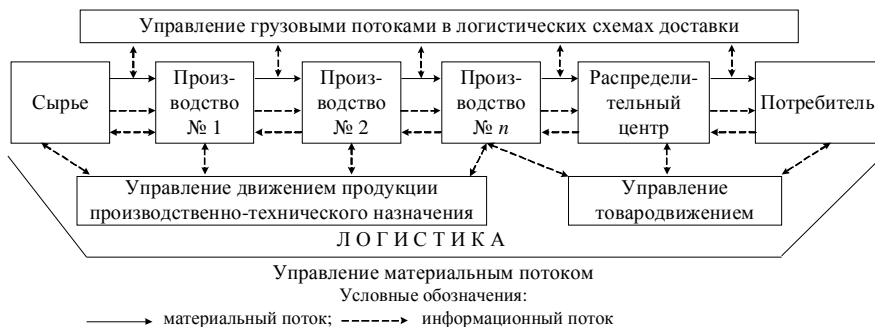 Управление грузовыми потоками в логистических схемах доставки
Сырье
Произ-
водство
№ 1
Произ-
водство
№ 2
Произ-
водство
№ n
Распредели-
тельный
центр
Потребитель
Управление движением продукции
производственно-технического назначения
Управление
товародвижением
ЛОГИСТИКА
Управление материальным потоком
Условные обозначения:
материальный поток; информационный поток